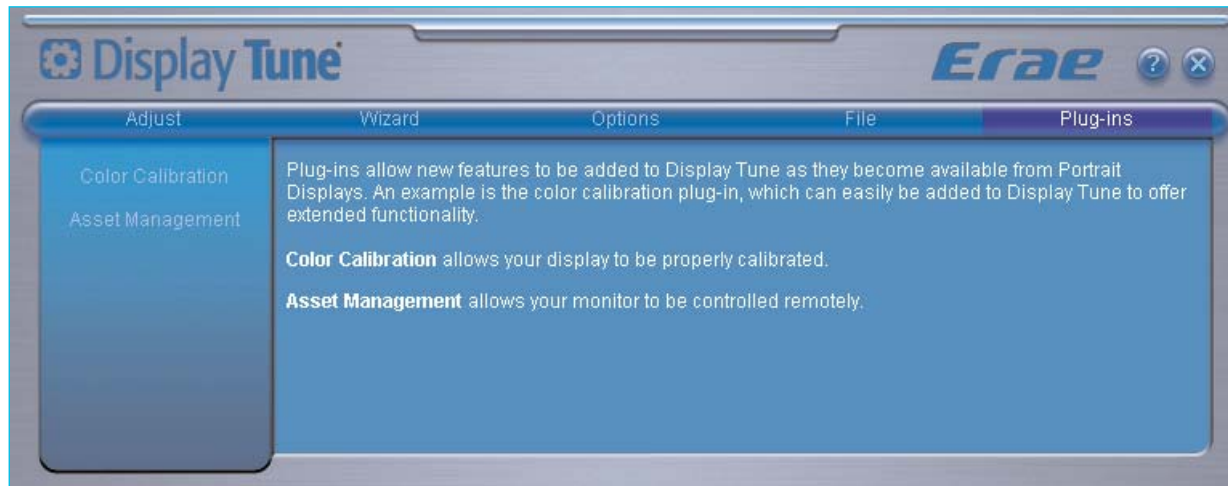 Display Tune
Erae
?
Adjust Wizard Options File Plug-ins
Color Calibration
Asset Management
Plug-ins allow new features to be added to Display Tune as they become available from Portrait
Displays. An example is the color calibration plug-in, which can easily be added to Display Tune to offer
extended functionality.
Color Calibration allows your display to be properly calibrated.
Asset Management allows your monitor to be controlled remotely.